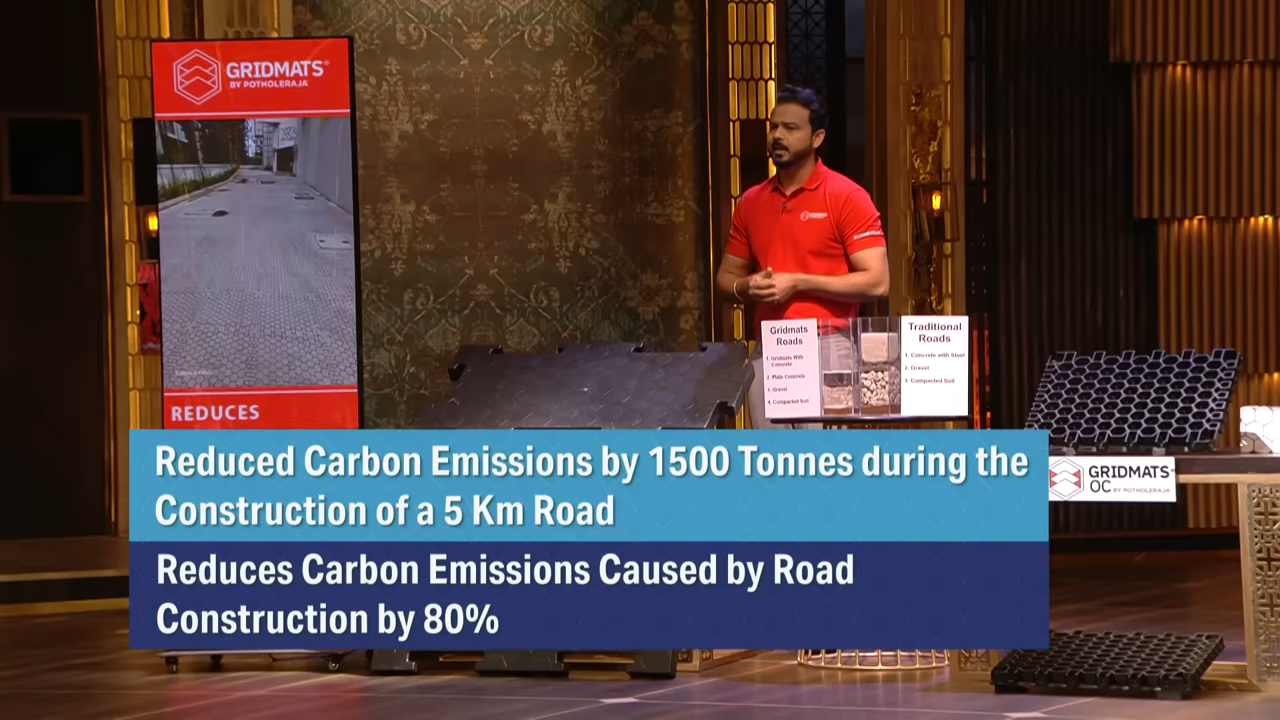 GRIDMATS®
BY POTHOLERAJA
REDUCES
Gridmats
Roads
1. Gridmats With
Concrete
2. Plain Concrete
3. Gravel
4. Compacted Soil
Traditional
Roads
1. Concrete with Steel
2. Gravel
3. Compacted Soil
GRIDMATS
Reduced Carbon Emissions by 1500 Tonnes during the
Construction of a 5 Km Road
Reduces Carbon Emissions Caused by Road
Construction by 80%
GRIDMATS®
OC BY POTHOLERAJA